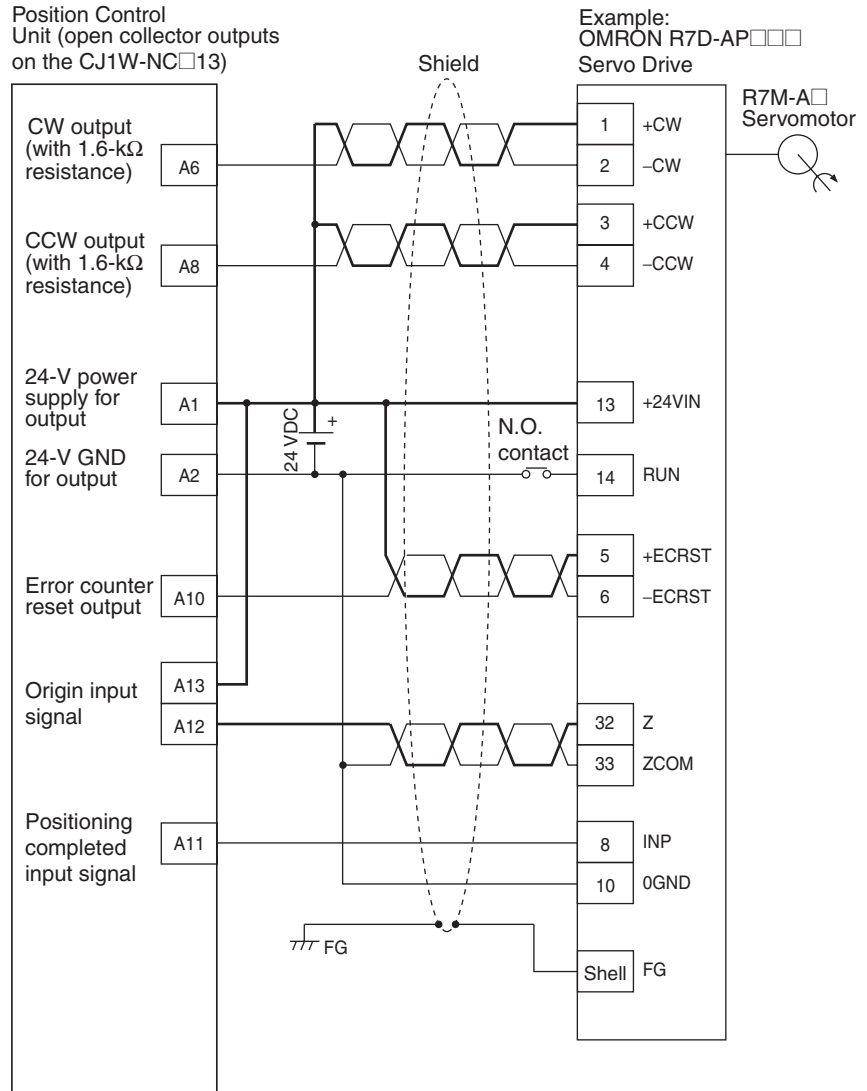 Position Control
Unit (open collector outputs
on the CJ1W-NC□13)
Example:
OMRON R7D-AP□□□
Servo Drive
Shield
R7M-A□
Servomotor
CW output
(with 1.6-kΩ
resistance)
A6
1 +CW
2 −CW
CCW output
(with 1.6-kΩ
resistance)
A8
3 +CCW
4 −CCW
24-V power
supply for
output
A1
24 VDC
+
13 +24VIN
24-V GND
for output
A2
N.O.
contact
14 RUN
Error counter
reset output
A10
5 +ECRST
6 −ECRST
Origin input
signal
A13
A12
32 Z
33 ZCOM
Positioning
completed
input signal
A11
8 INP
10 0GND
FG
Shell FG